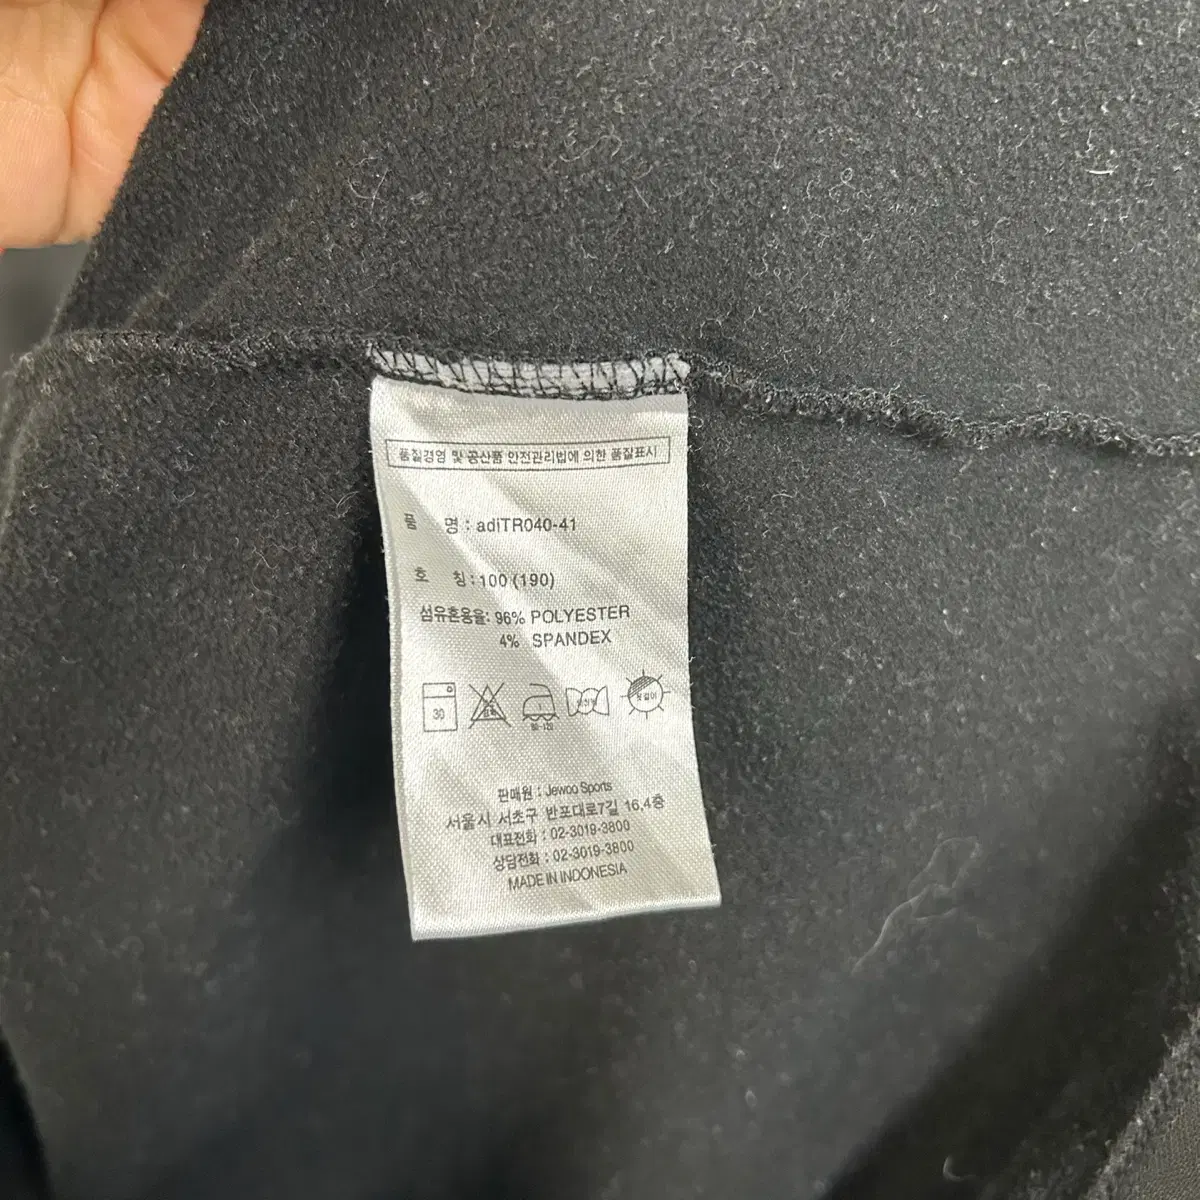 품질경영 및 공산품 안전관리법에 의한 품질표시
품 명 : adiTR040-41
호 칭 : 100 (190)
섬유혼용율: 96% POLYESTER
4% SPANDEX
30
옷걸이
판매원 : Jewoo Sports
서울시 서초구 반포대로7길 16,4층
대표전화 : 02-3019-3800
상담전화 : 02-3019-3800
MADE IN INDONESIA